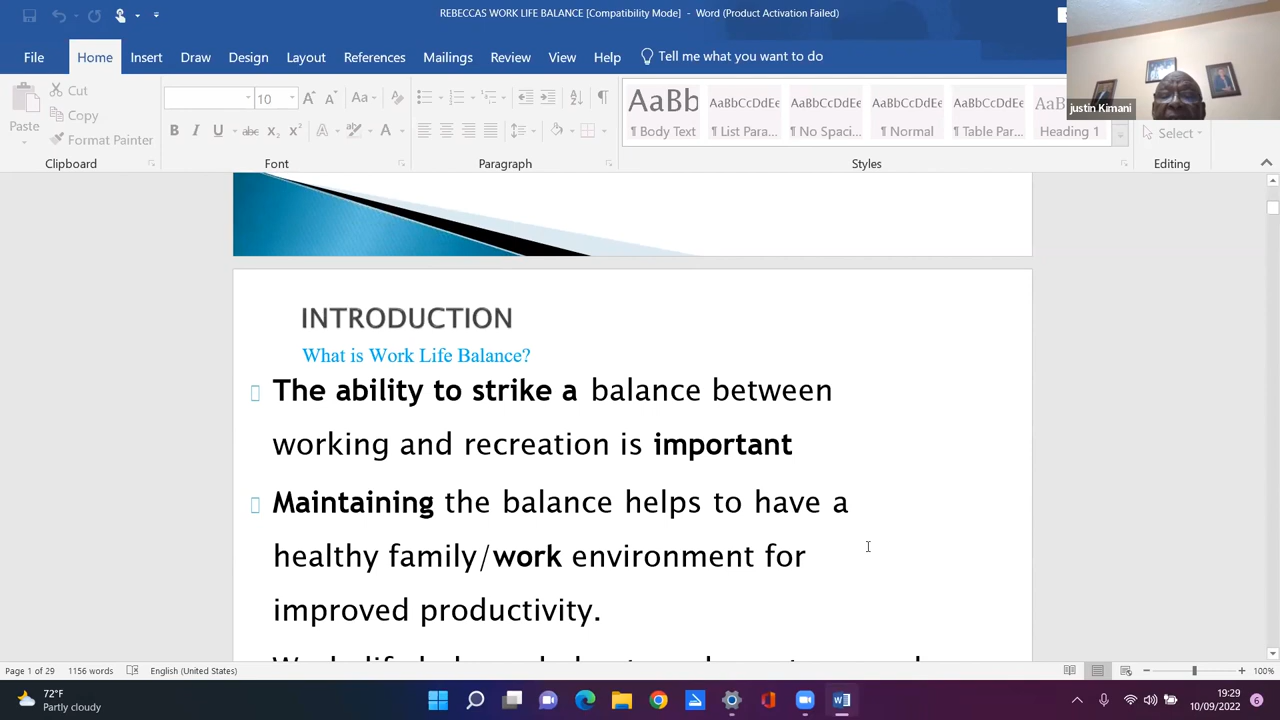 REBECCAS WORK LIFE BALANCE [Compatibility Mode] - Word (Product Activation Failed)
File Home Insert Draw Design Layout References Mailings Review View Help Tell me what you want to do
justin Kimani
Paste
Cut
Copy
Format Painter
10
Aa
B I U abc x₂ x² A A
AaBb AaBbCcDdEe AaBbCcDdEe AaBbCcDdEe AaBbCcDdEe
¶ Body Text ¶ List Para... ¶ No Spaci... ¶ Normal ¶ Table Par... Heading 1
Select
Clipboard Font Paragraph Styles Editing
INTRODUCTION
What is Work Life Balance?
The ability to strike a balance between
working and recreation is important
Maintaining the balance helps to have a
healthy family/work environment for
improved productivity.
Page 1 of 29 1156 words English (United States) 100%
72°F
Partly cloudy
19:29
10/09/2022
6